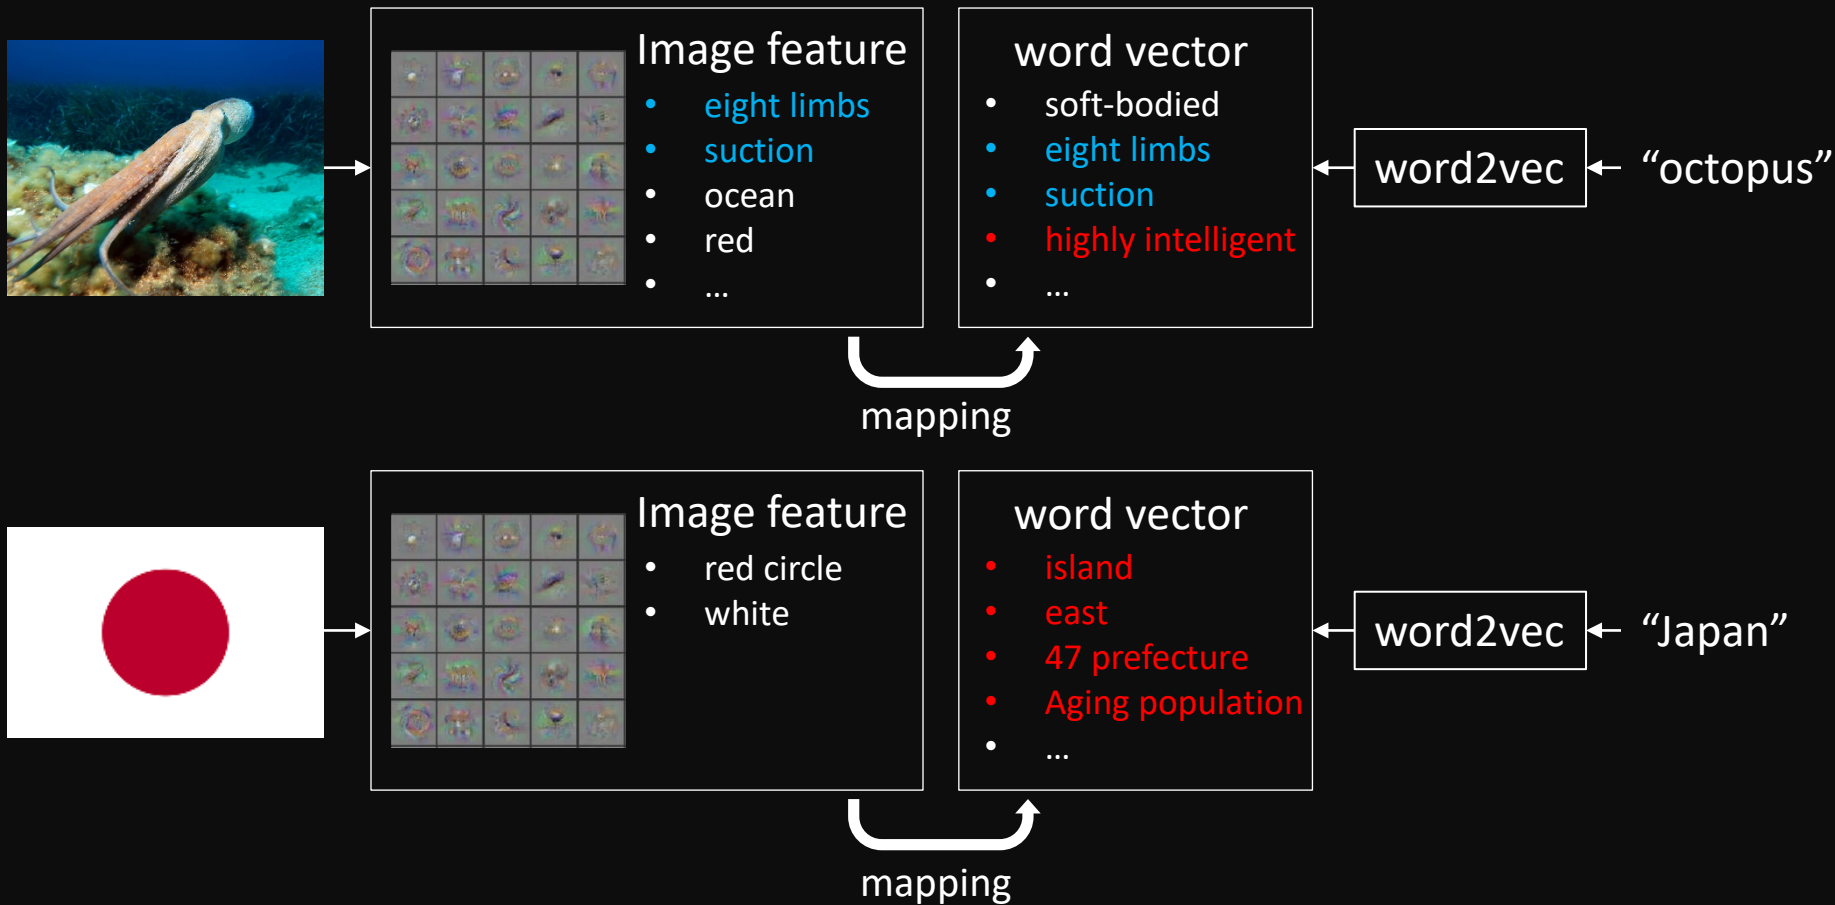 Image feature
• eight limbs
• suction
• ocean
• red
• ...
word vector
• soft-bodied
• eight limbs
• suction
• highly intelligent
• ...
word2vec
“octopus”
mapping
Image feature
• red circle
• white
word vector
• island
• east
• 47 prefecture
• Aging population
• ...
word2vec
“Japan”
mapping